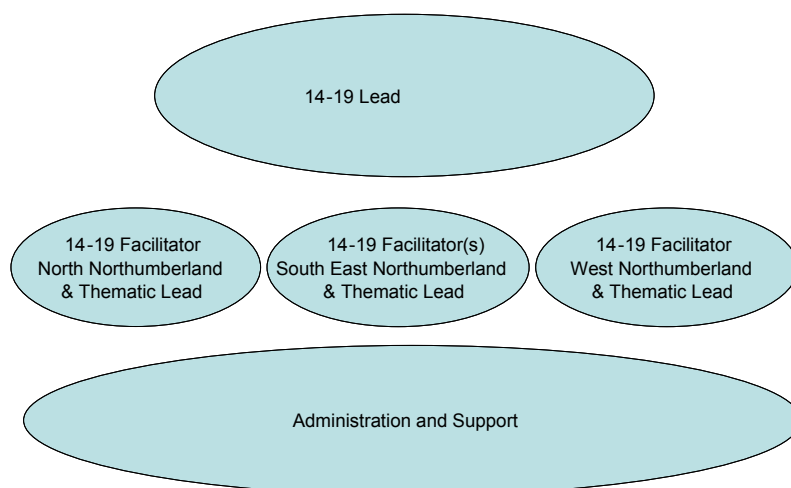 14-19 Lead
14-19 Facilitator
North Northumberland
& Thematic Lead
14-19 Facilitator(s)
South East Northumberland
& Thematic Lead
14-19 Facilitator
West Northumberland
& Thematic Lead
Administration and Support